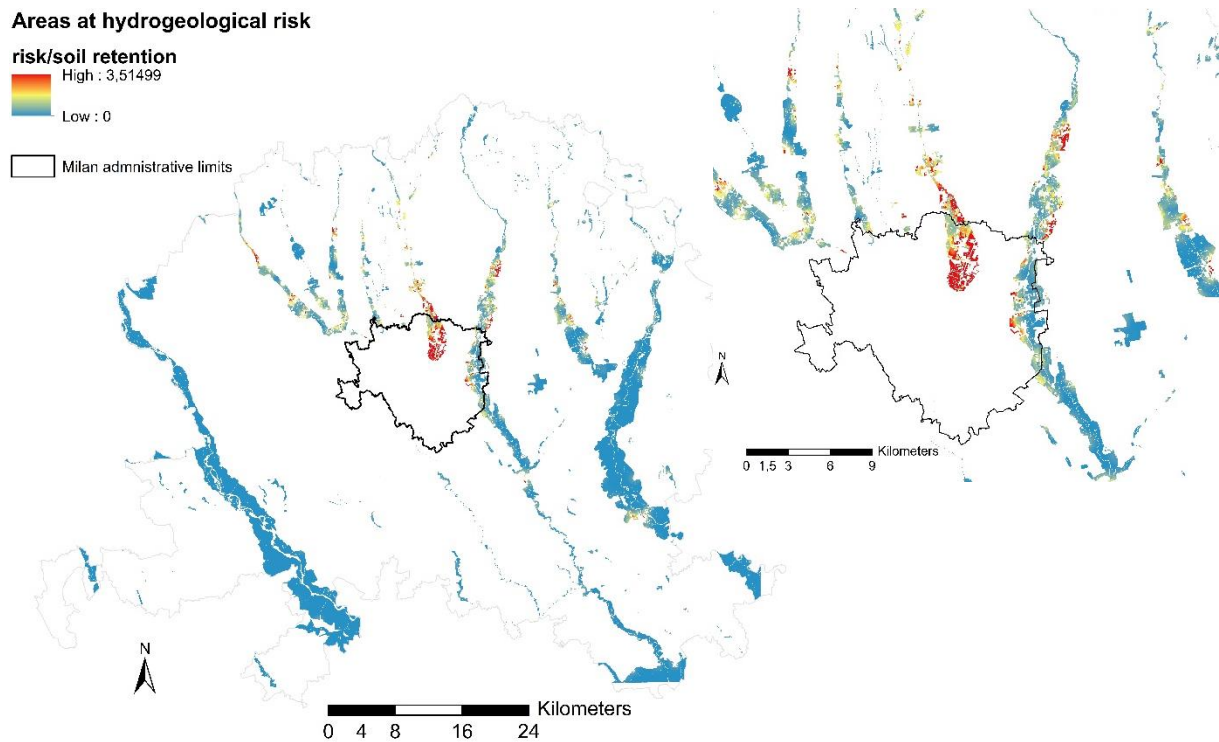 Areas at hydrogeological risk
risk/soil retention
High : 3,51499
Low : 0
Milan admnistrative limits
N
Kilometers
0 1,5 3 6 9
N
Kilometers
0 4 8 16 24